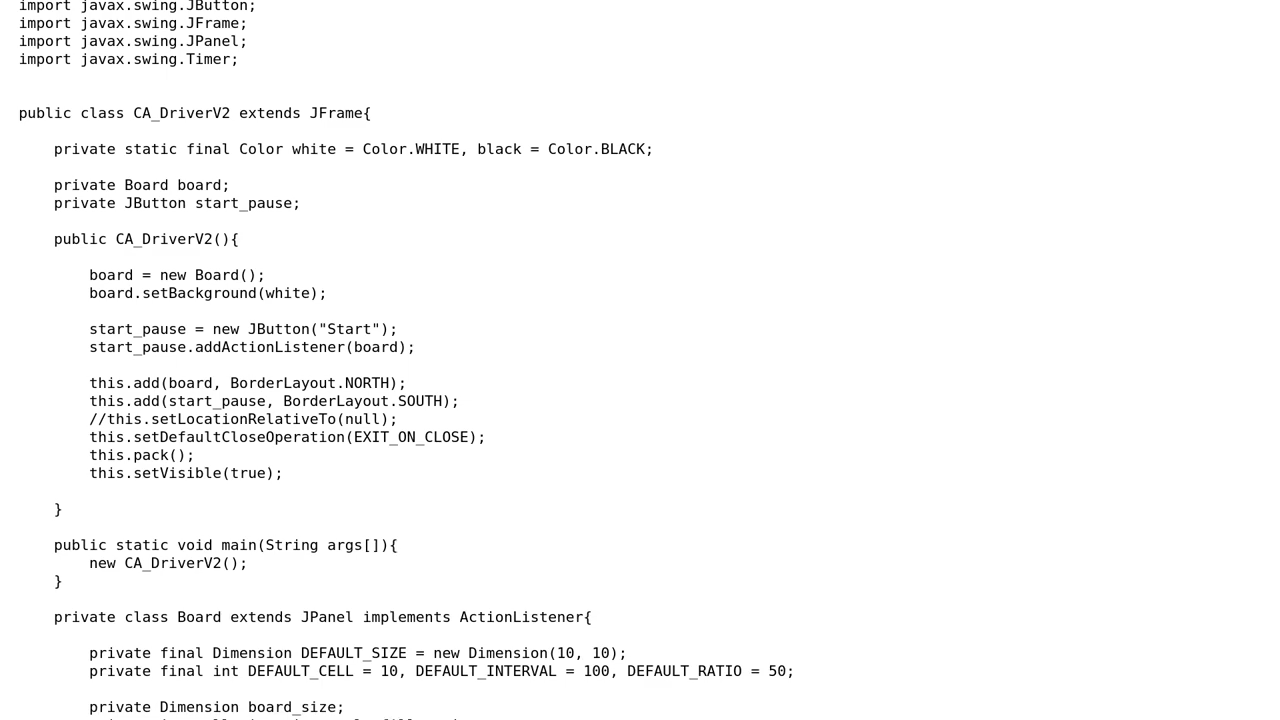 import javax.swing.JButton;
import javax.swing.JFrame;
import javax.swing.JPanel;
import javax.swing.Timer;
public class CA_DriverV2 extends JFrame{
private static final Color white = Color.WHITE, black = Color.BLACK;
private Board board;
private JButton start_pause;
public CA_DriverV2(){
board = new Board();
board.setBackground(white);
start_pause = new JButton("Start");
start_pause.addActionListener(board);
this.add(board, BorderLayout.NORTH);
this.add(start_pause, BorderLayout.SOUTH);
//this.setLocationRelativeTo(null);
this.setDefaultCloseOperation(EXIT_ON_CLOSE);
this.pack();
this.setVisible(true);
}
public static void main(String args[]){
new CA_DriverV2();
}
private class Board extends JPanel implements ActionListener{
private final Dimension DEFAULT_SIZE = new Dimension(10, 10);
private final int DEFAULT_CELL = 10, DEFAULT_INTERVAL = 100, DEFAULT_RATIO = 50;
private Dimension board_size;